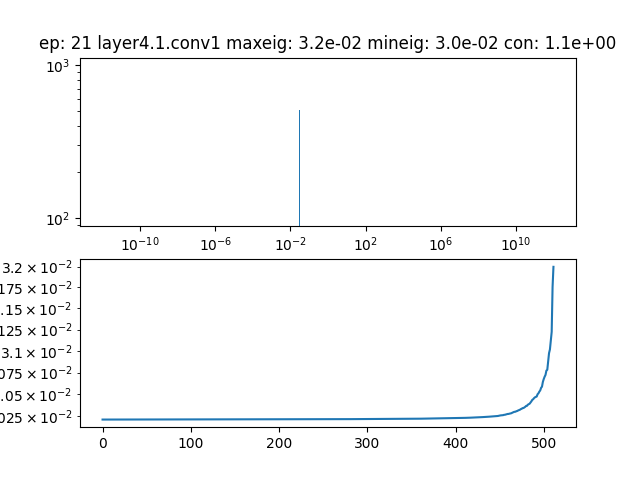 ep: 21 layer4.1.conv1 maxeig: 3.2e-02 mineig: 3.0e-02 con: 1.1e+00
10³
10²
10⁻¹⁰ 10⁻⁶ 10⁻² 10² 10⁶ 10¹⁰
3.2 × 10⁻²
175 × 10⁻²
.15 × 10⁻²
125 × 10⁻²
3.1 × 10⁻²
075 × 10⁻²
.05 × 10⁻²
025 × 10⁻²
0 100 200 300 400 500